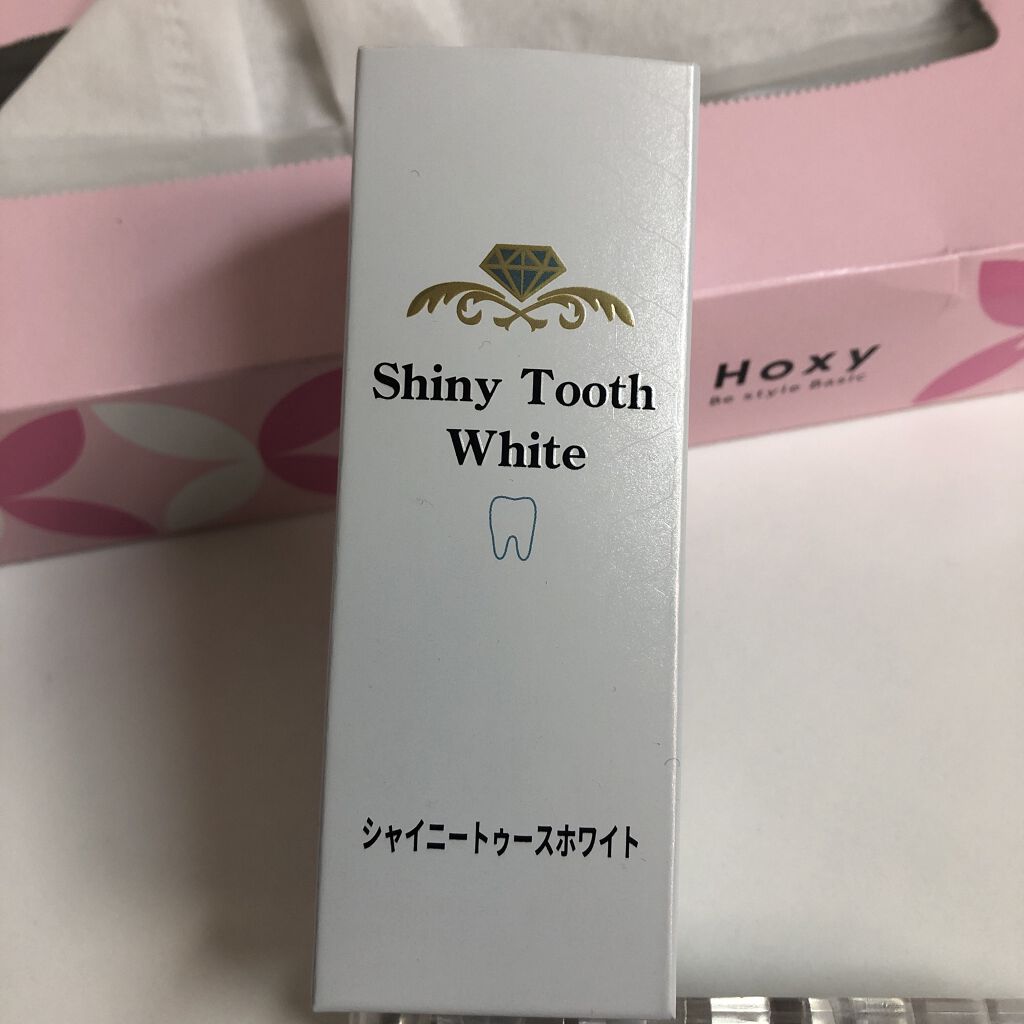 Shiny Tooth
White
シャイニートゥースホワイト
Hoxy
Be style Basic